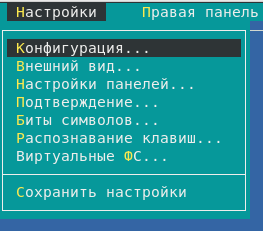 Настройки Правая панель
Конфигурация...
Внешний вид...
Настройки панелей...
Подтверждение...
Биты символов...
Распознавание клавиш...
Виртуальные ФС...
Сохранить настройки